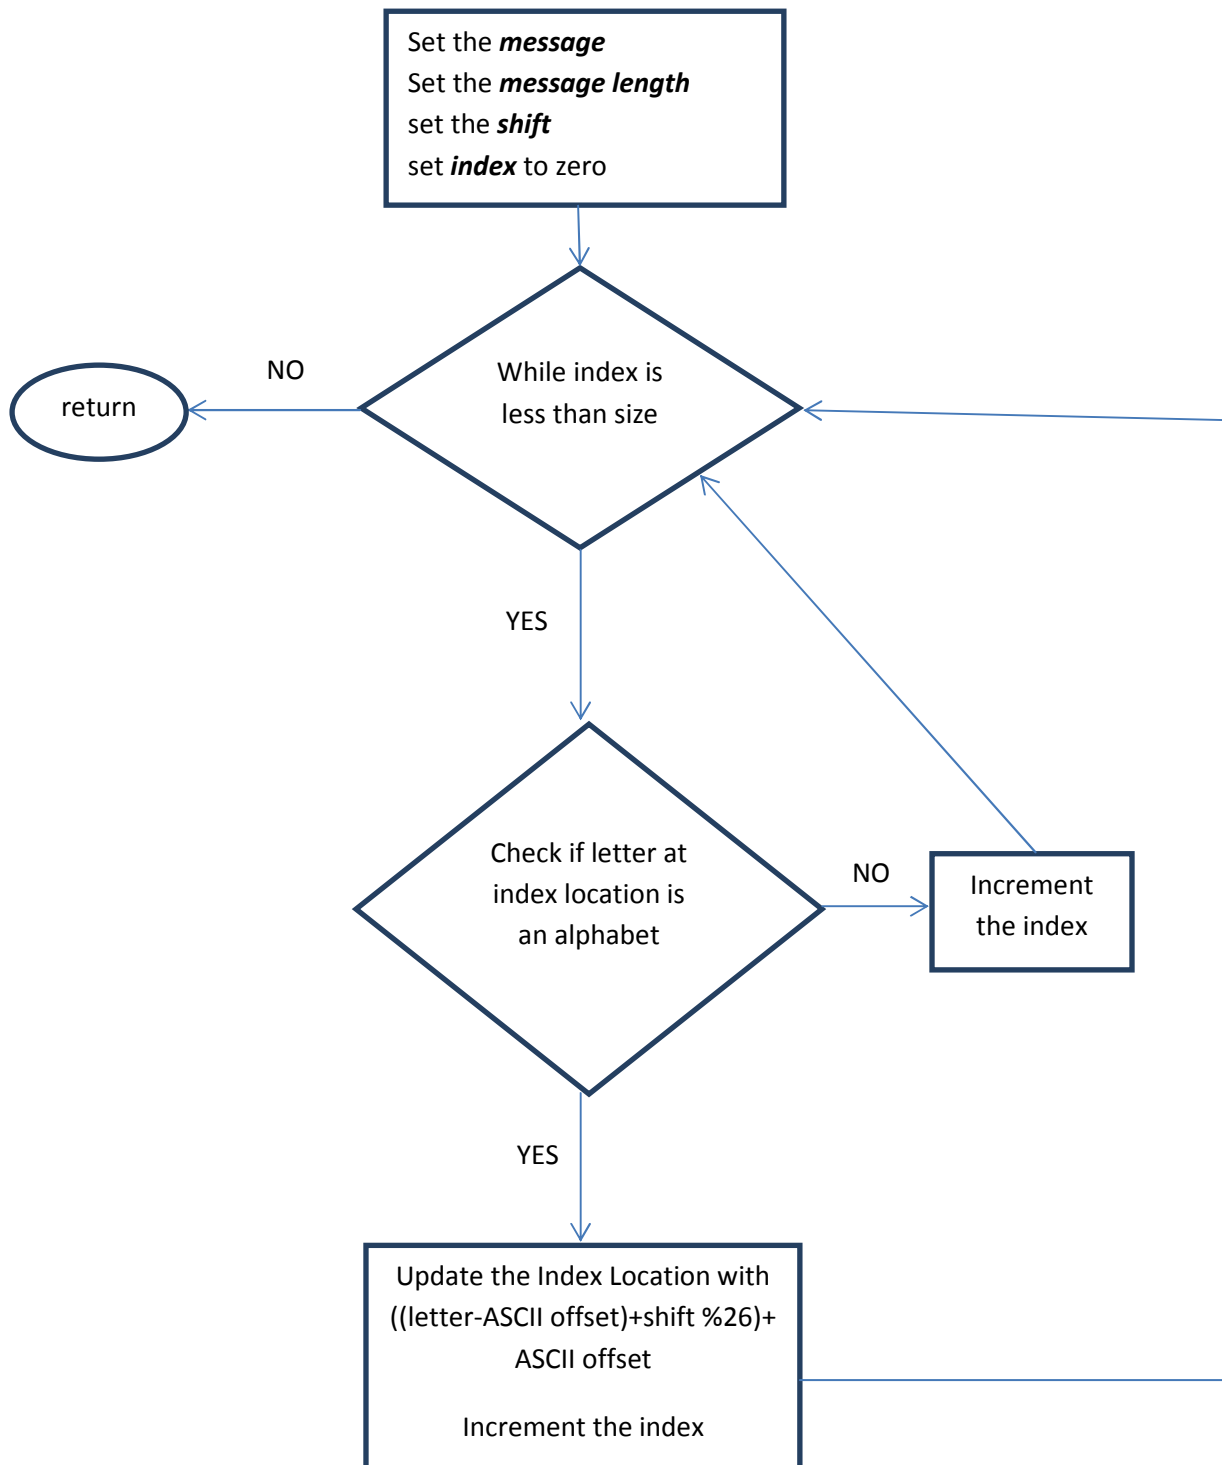 Set the message
Set the message length
set the shift
set index to zero
NO
While index is
less than size
return
YES
Check if letter at
index location is
an alphabet
NO
Increment
the index
YES
Update the Index Location with
((letter-ASCII offset)+shift %26)+
ASCII offset
Increment the index